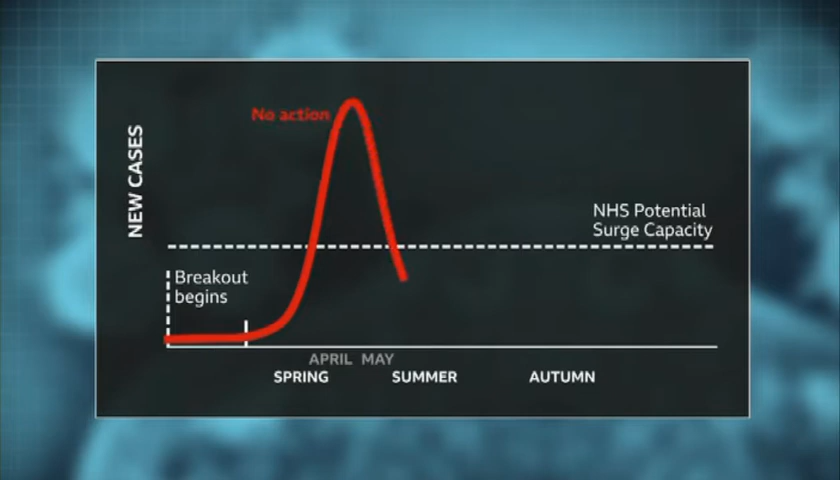 No action
NEW CASES
NHS Potential
Surge Capacity
Breakout
begins
APRIL MAY
SPRING SUMMER AUTUMN